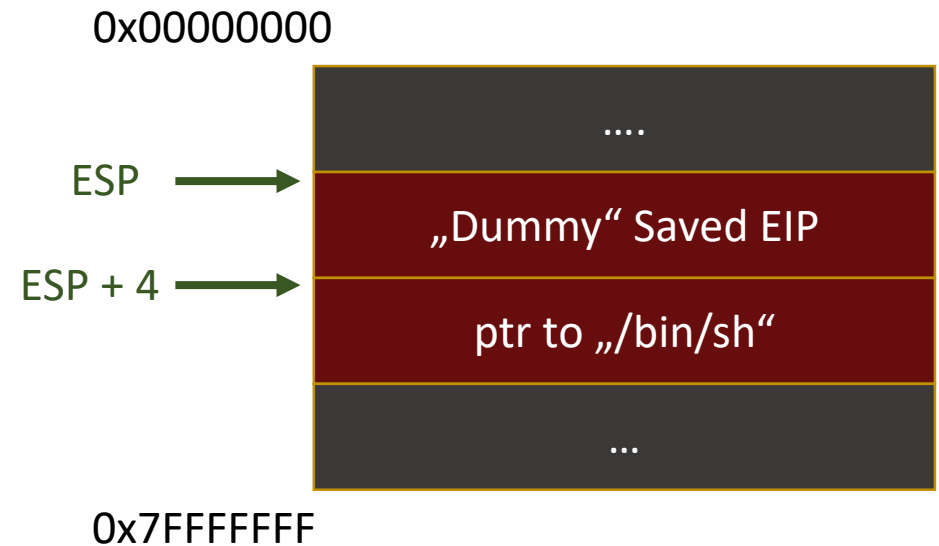 0x00000000
....
ESP
„Dummy“ Saved EIP
ESP + 4
ptr to „/bin/sh“
...
0x7FFFFFFF